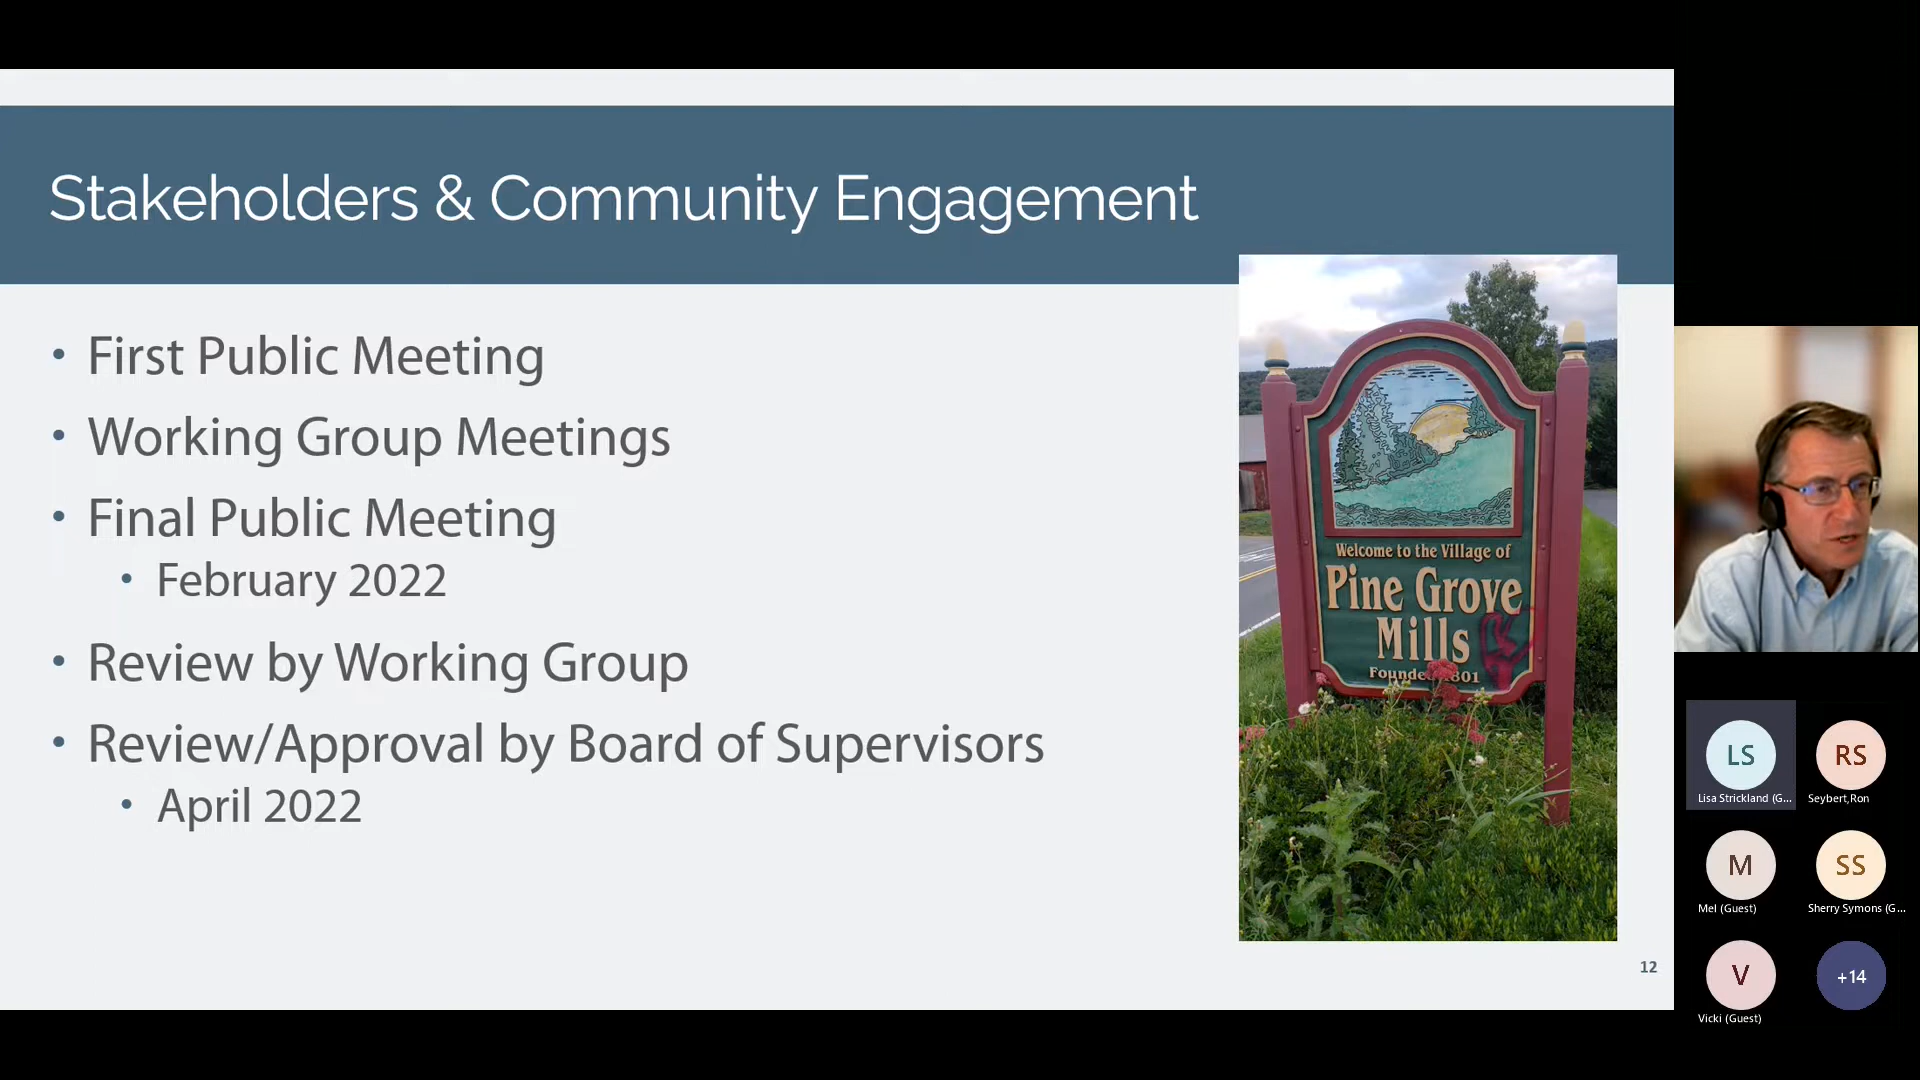 Stakeholders & Community Engagement
• First Public Meeting
• Working Group Meetings
• Final Public Meeting
• February 2022
• Review by Working Group
• Review/Approval by Board of Supervisors
• April 2022
Welcome to the Village of
Pine Grove
Mills
12
LS
RS
Lisa Strickland (G...
Seybert,Ron
M
SS
Mel (Guest)
Sherry Symons (G...
V
+14
Vicki (Guest)